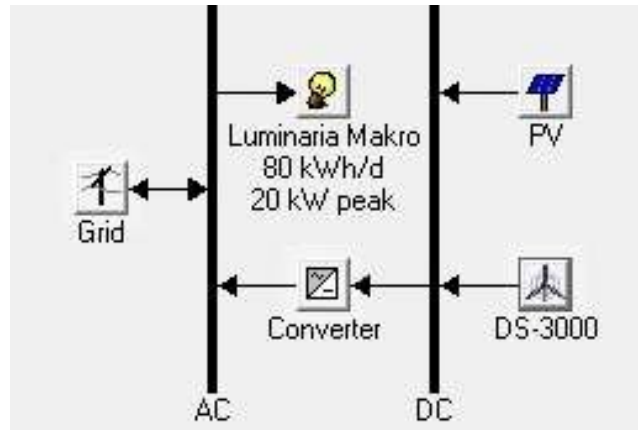 Luminaria Makro
80 kWh/d
20 kW peak
PV
Grid
Converter
DS-3000
AC
DC